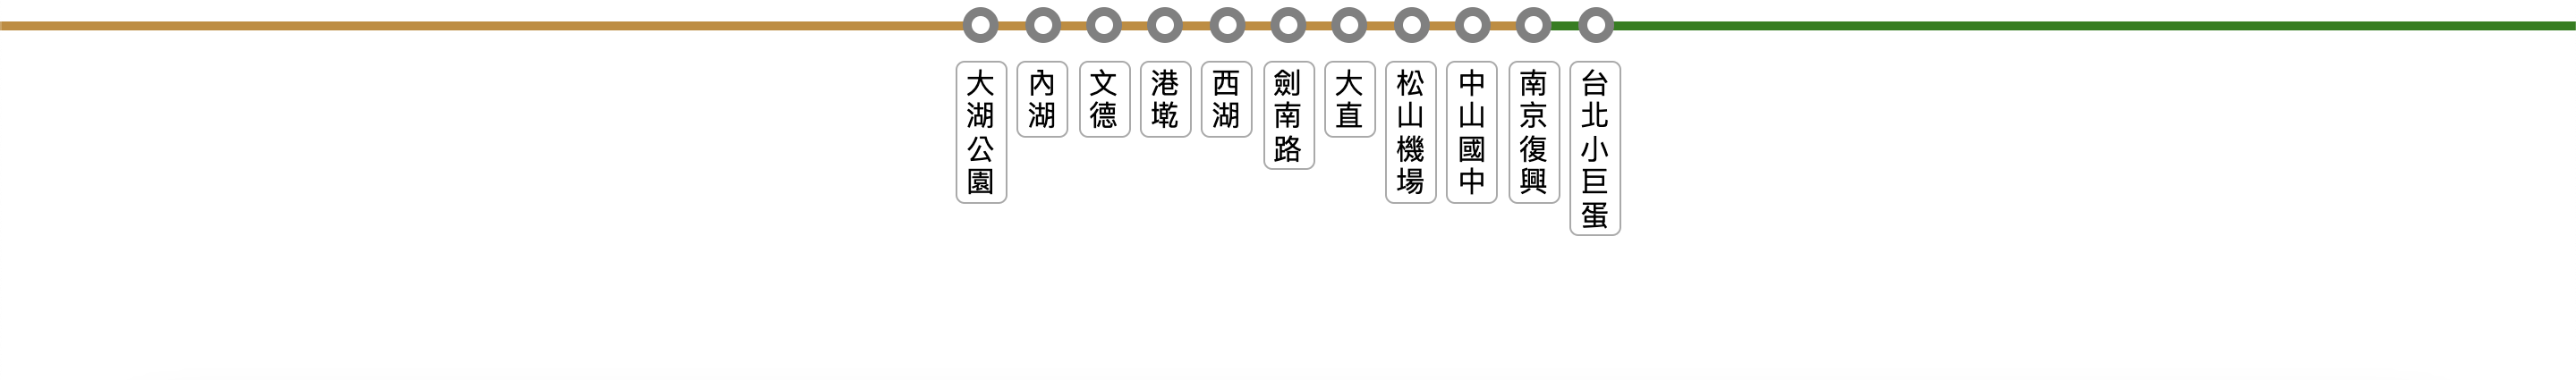 大湖公園
內湖
文德
港墘
西湖
劍南路
大直
松山機場
中山國中
南京復興
台北小巨蛋